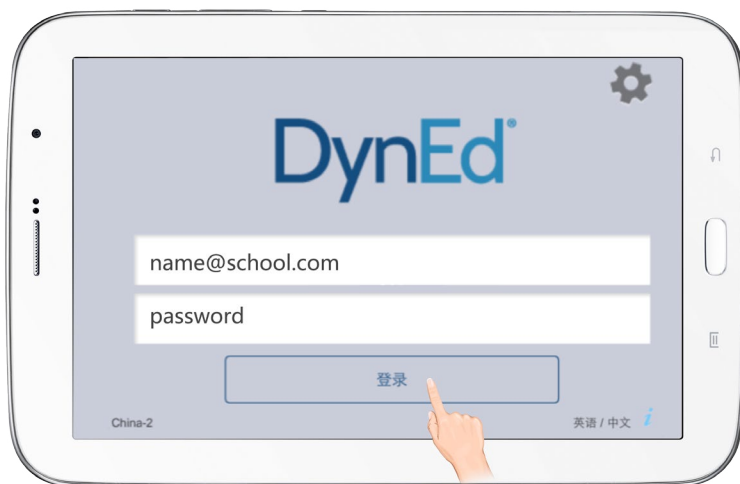 DynEd®
name@school.com
password
登录
China-2
英语 / 中文 i